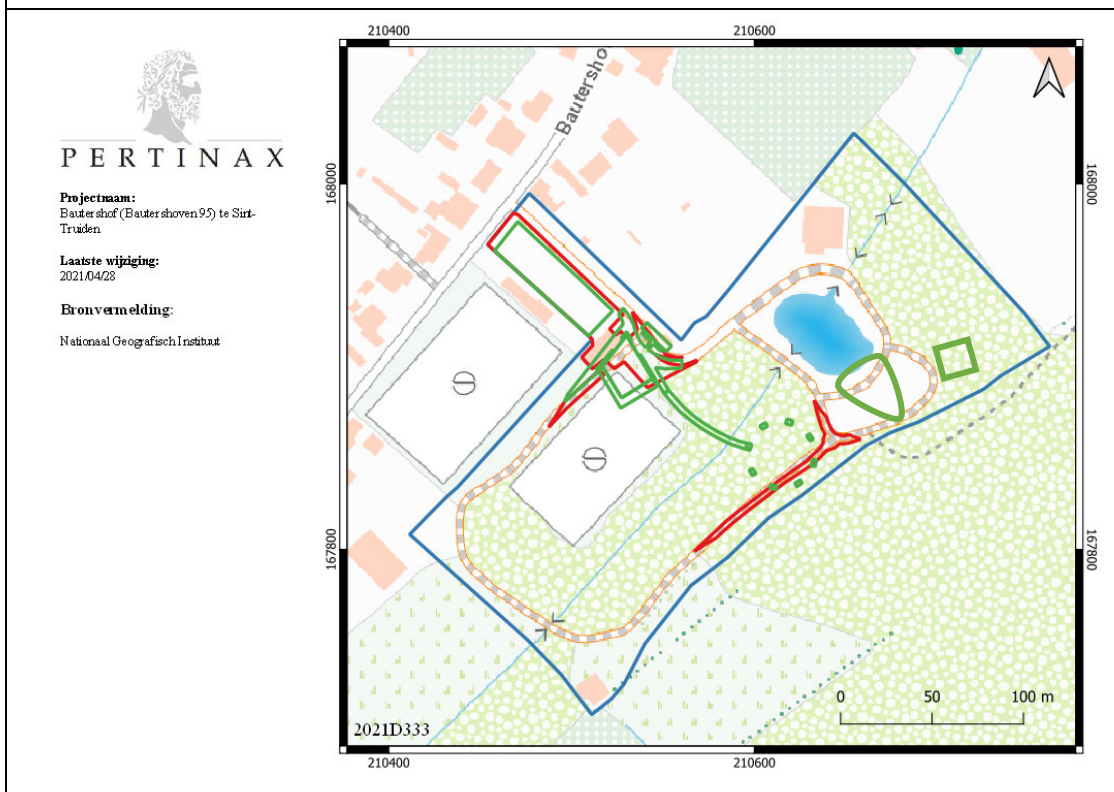 PERTINAX
Projectnaam:
Bautershof (Bautershoven 95) te Sint-
Truiden
Laatste wijziging:
2021/04/28
Bronvermelding:
Nationaal Geografisch Instituut
210400
210600
168000
168000
Bautersho
167800
167800
0
50
100 m
2021D333
210400
210600